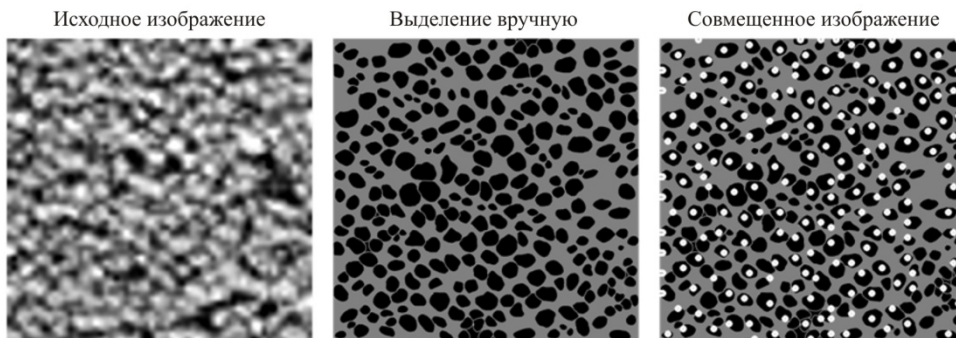 Исходное изображение
Выделение вручную
Совмещенное изображение